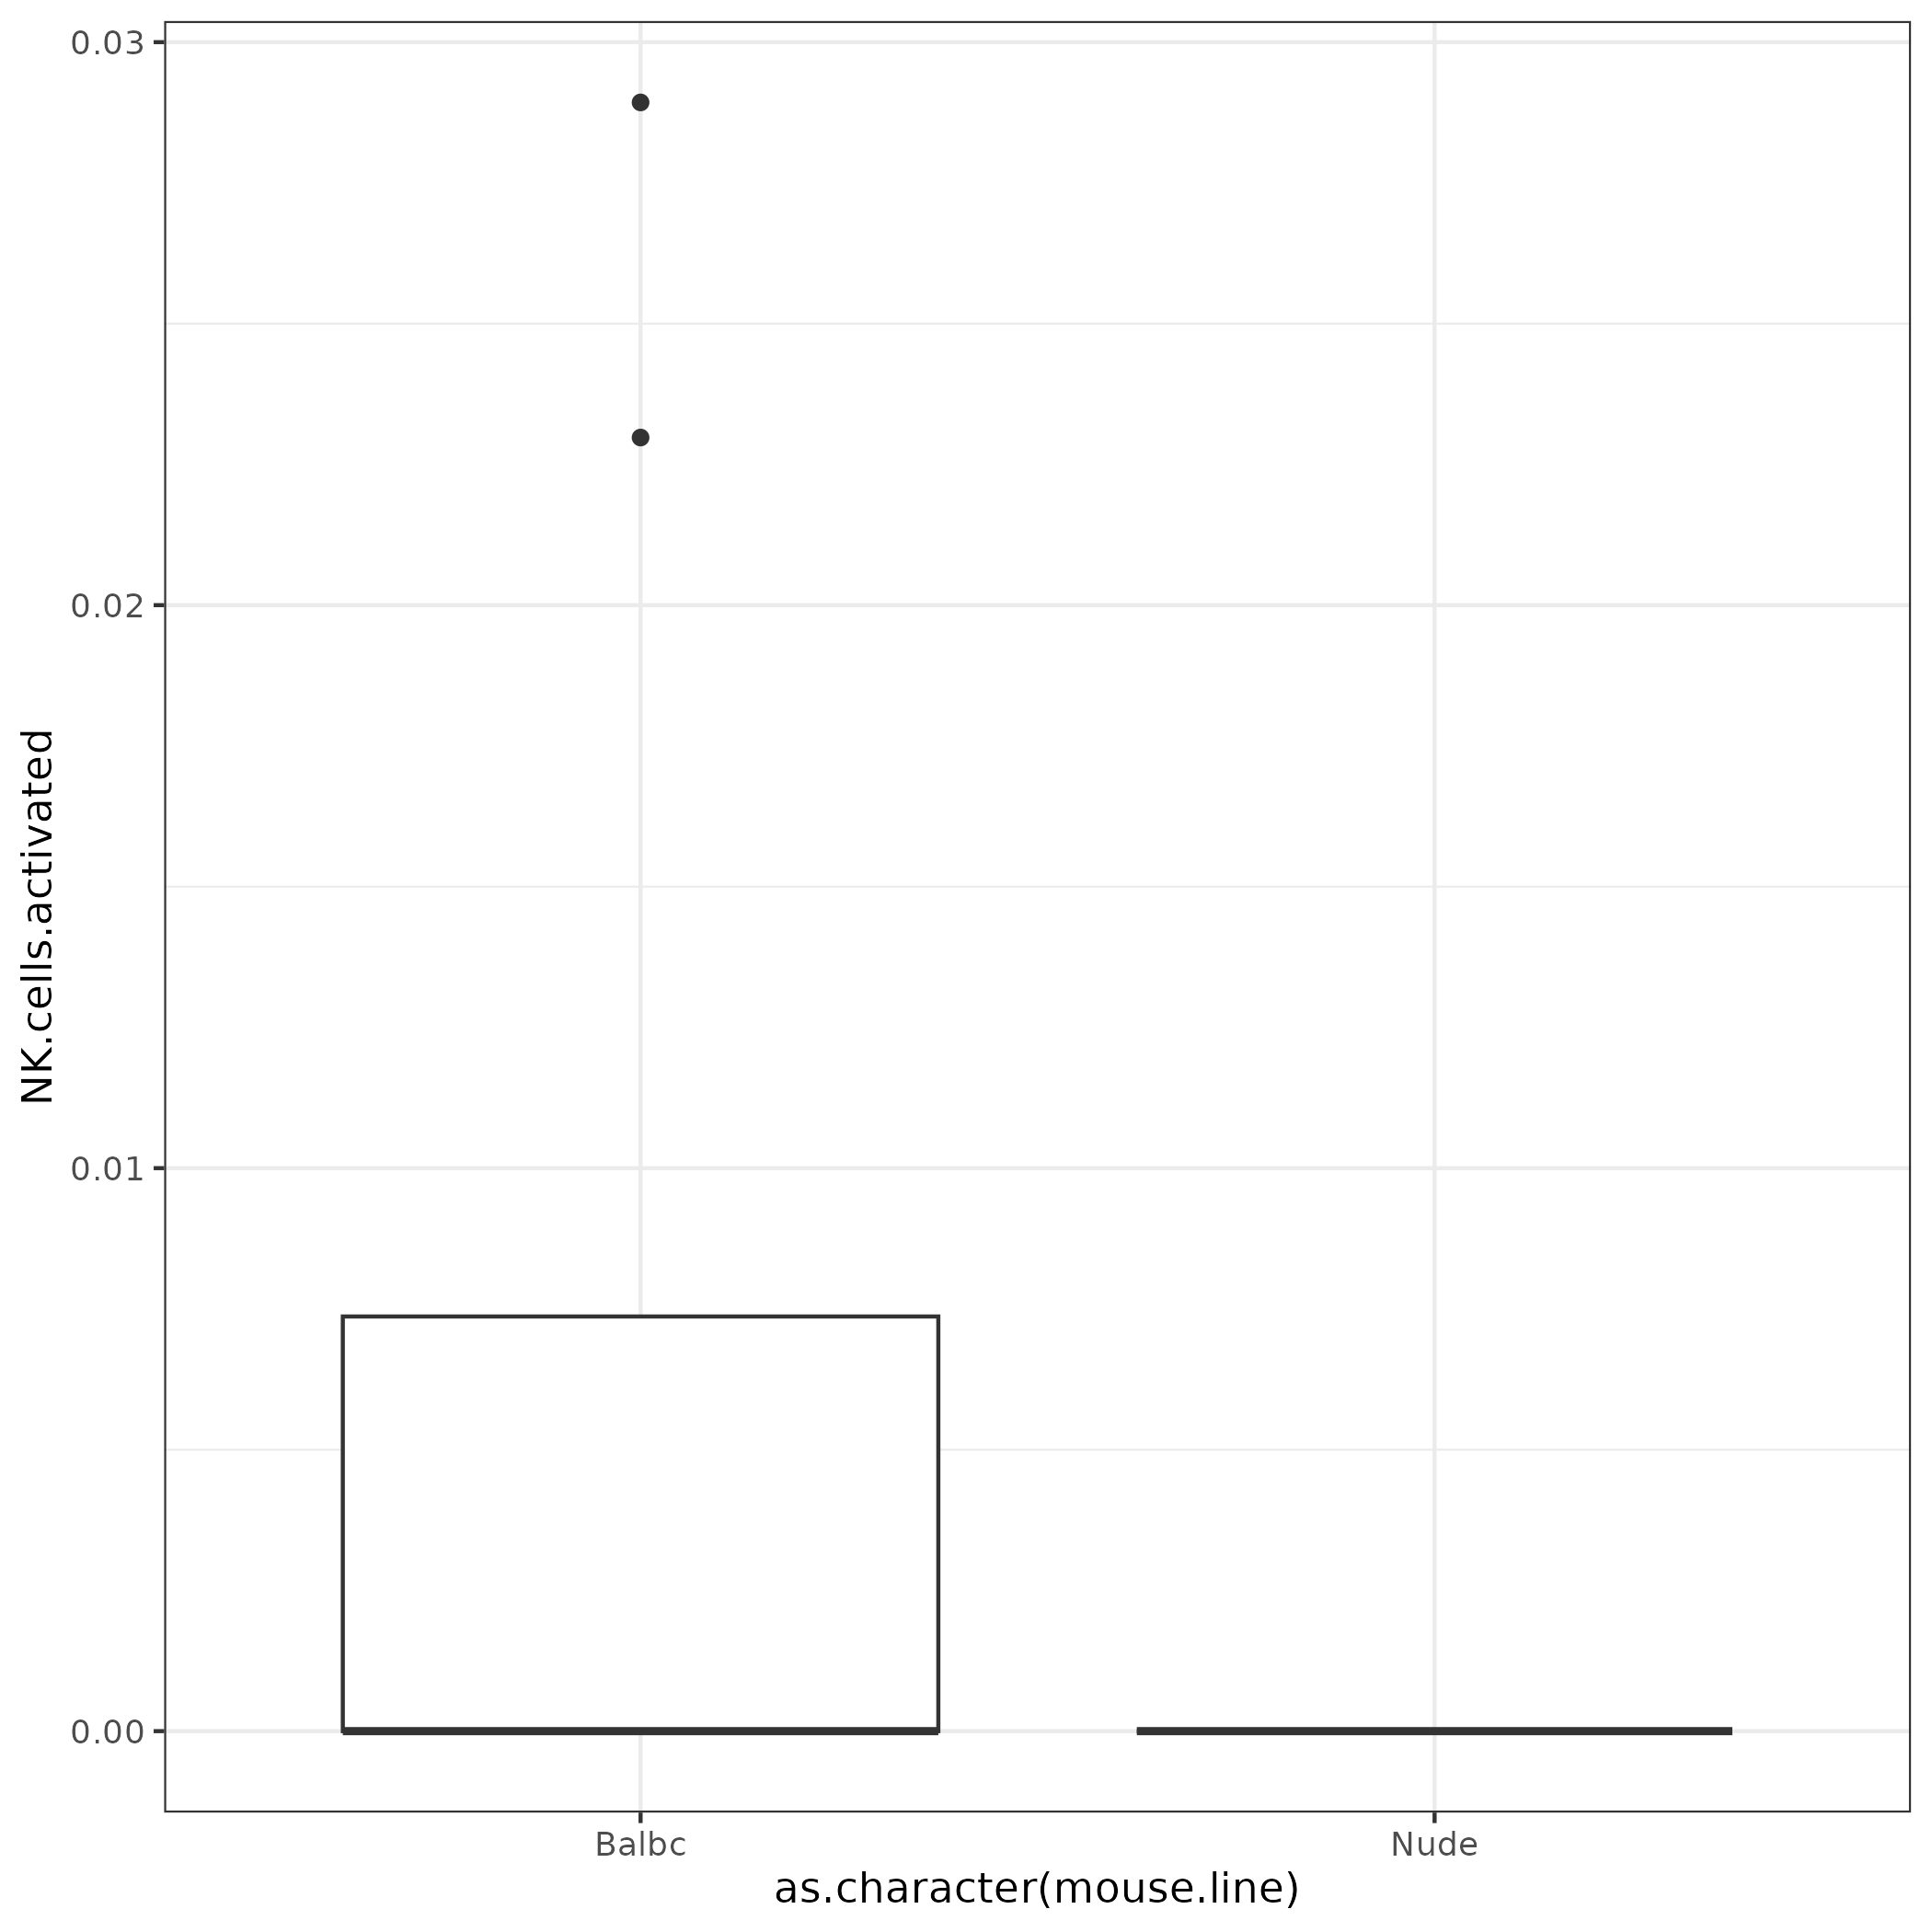 0.03
0.02
0.01
0.00
NK.cells.activated
Balbc
Nude
as.character(mouse.line)